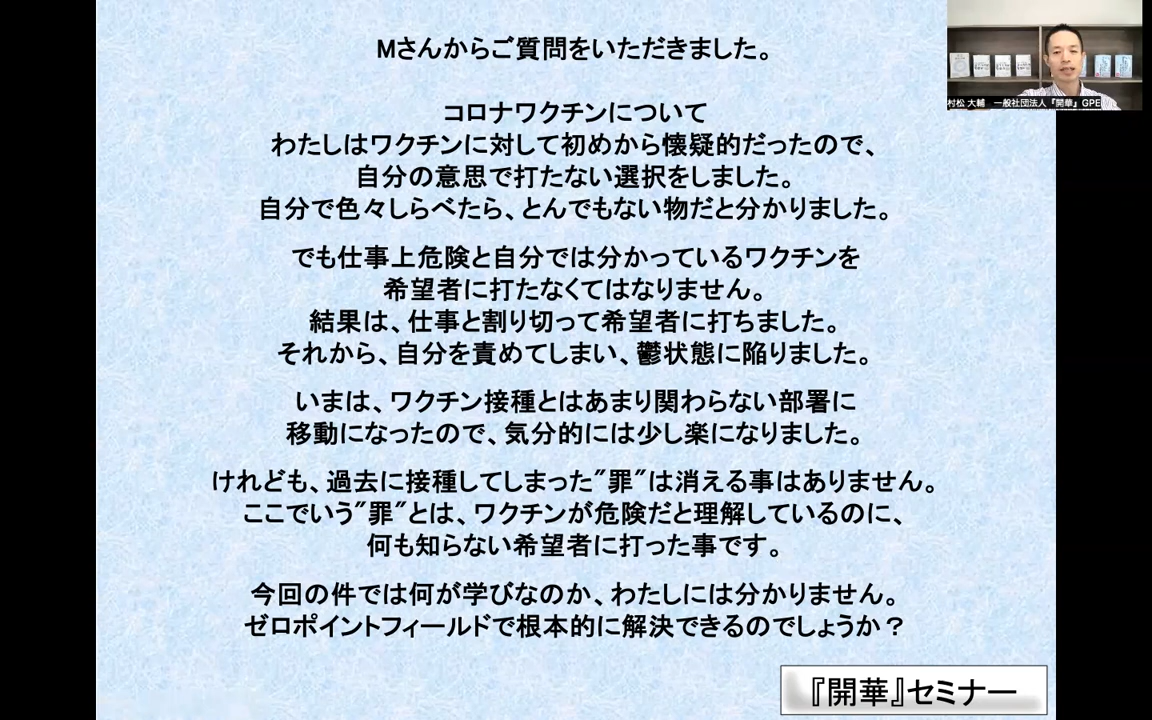 Mさんからご質問をいただきました。
コロナワクチンについて
わたしはワクチンに対して初めから懐疑的だったので、
自分の意思で打たない選択をしました。
自分で色々しらべたら、とんでもない物だと分かりました。
でも仕事上危険と自分では分かっているワクチンを
希望者に打たなくてはなりません。
結果は、仕事と割り切って希望者に打ちました。
それから、自分を責めてしまい、鬱状態に陥りました。
いまは、ワクチン接種とはあまり関わらない部署に
移動になったので、気分的には少し楽になりました。
けれども、過去に接種してしまった"罪"は消える事はありません。
ここでいう"罪"とは、ワクチンが危険だと理解しているのに、
何も知らない希望者に打った事です。
今回の件では何が学びなのか、わたしには分かりません。
ゼロポイントフィールドで根本的に解決できるのでしょうか？
村松 大輔 一般社団法人『開華』GPE
『開華』セミナー